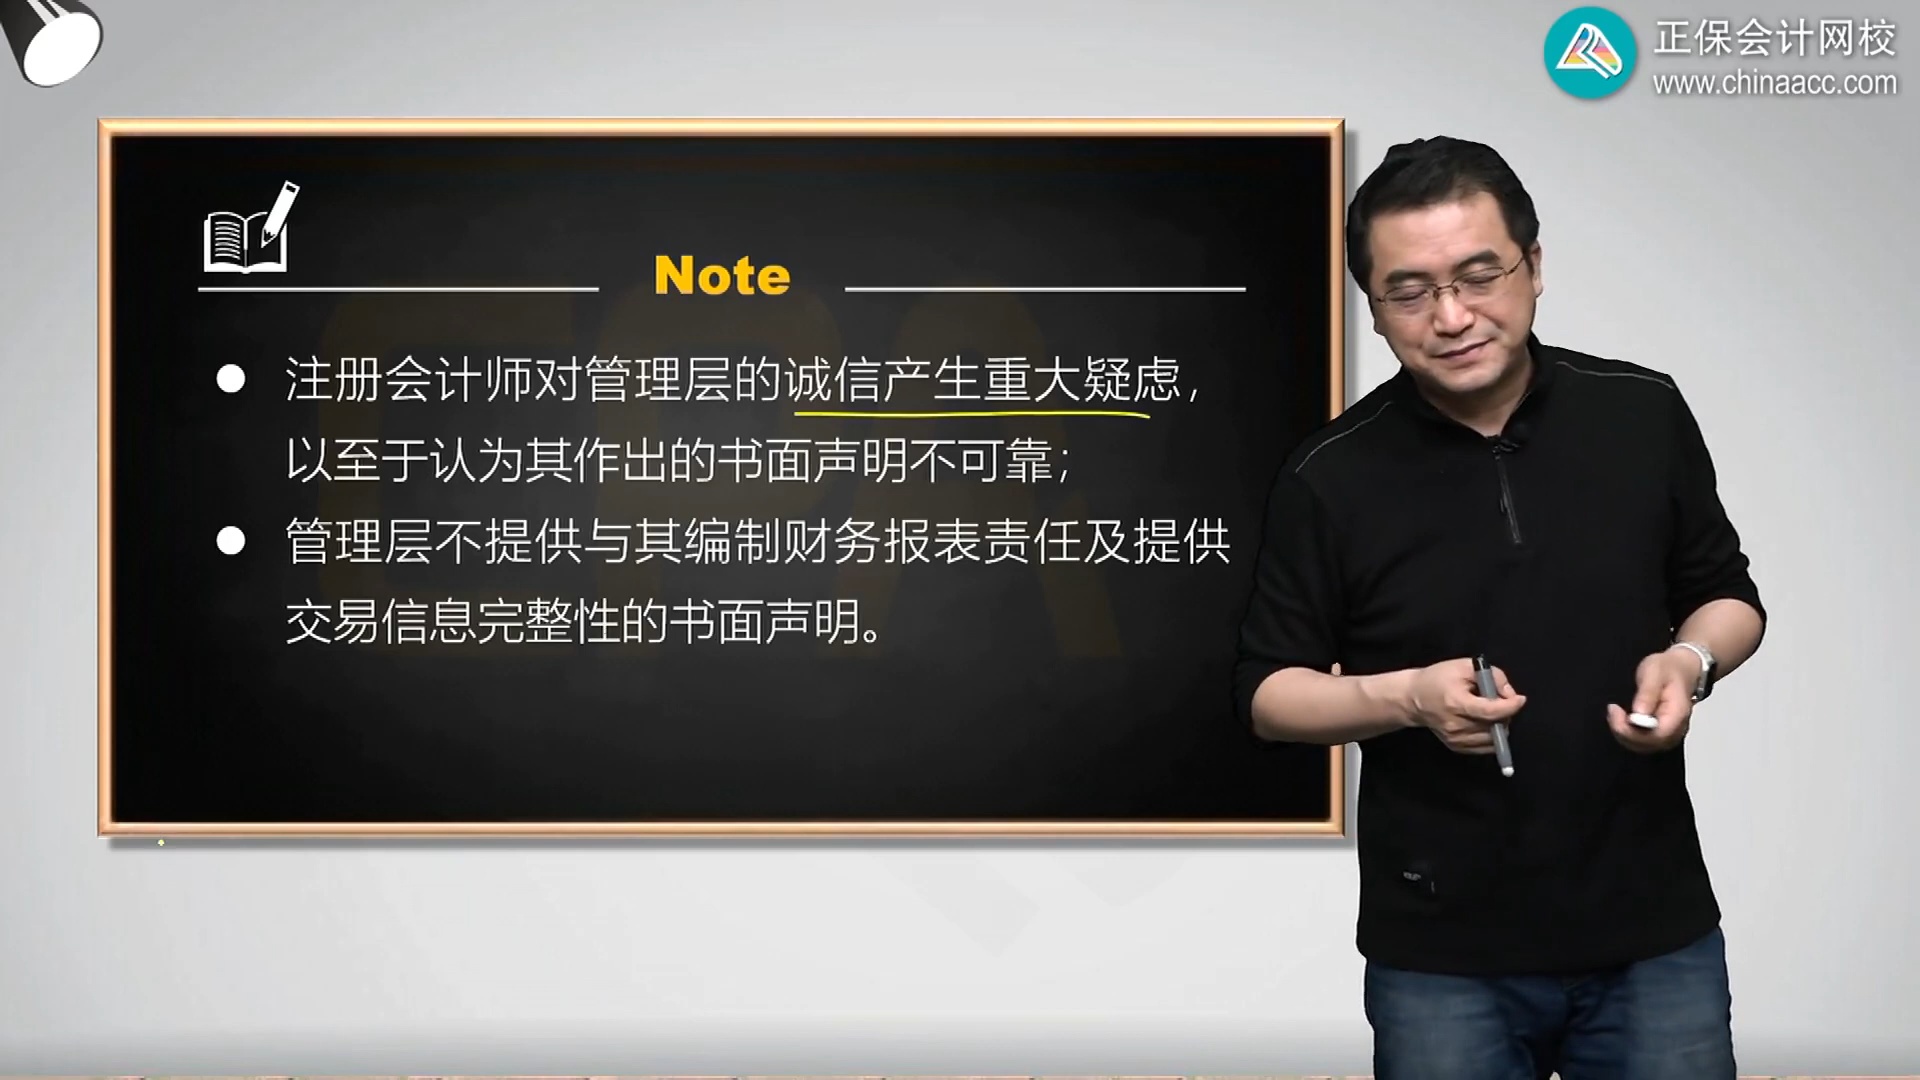 正保会计网校
www.chinaacc.com
Note
注册会计师对管理层的诚信产生重大疑虑，
以至于认为其作出的书面声明不可靠；
管理层不提供与其编制财务报表责任及提供
交易信息完整性的书面声明。